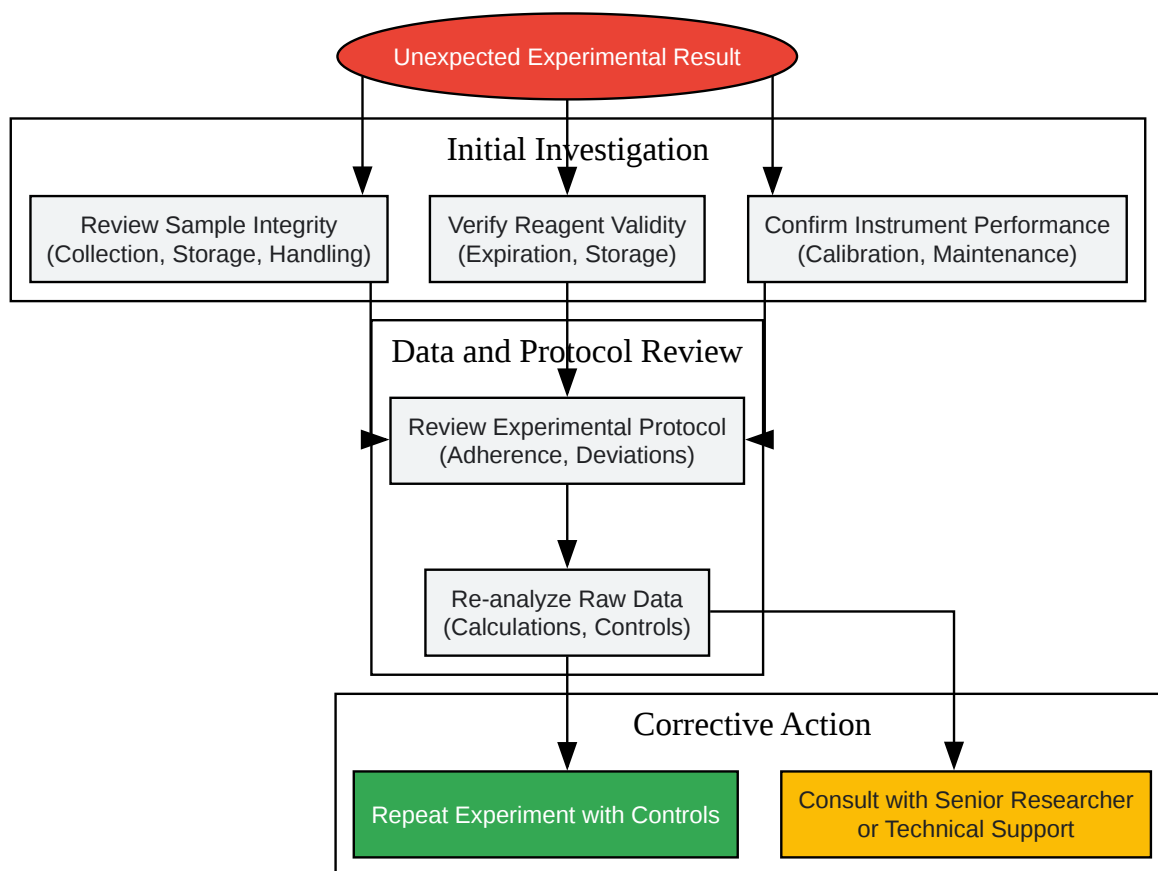 Unexpected Experimental Result
Initial Investigation
Review Sample Integrity
(Collection, Storage, Handling)
Verify Reagent Validity
(Expiration, Storage)
Confirm Instrument Performance
(Calibration, Maintenance)
Data and Protocol Review
Review Experimental Protocol
(Adherence, Deviations)
Re-analyze Raw Data
(Calculations, Controls)
Corrective Action
Repeat Experiment with Controls
Consult with Senior Researcher
or Technical Support